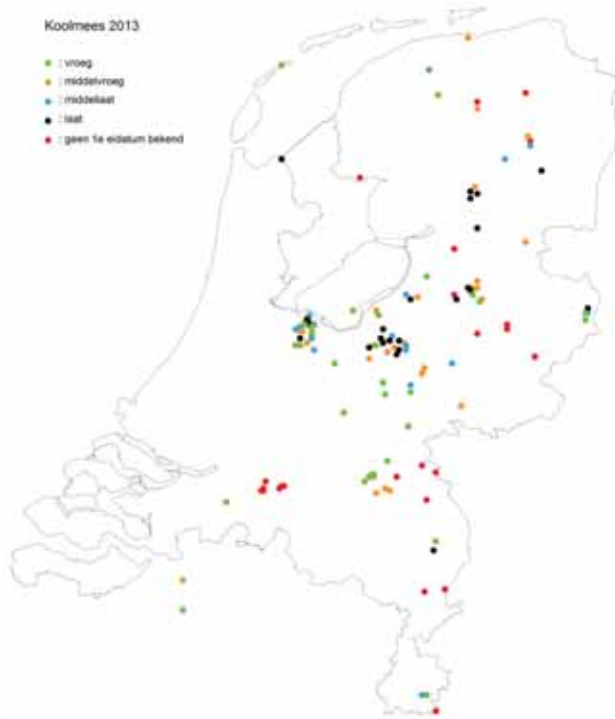 Koolmees 2013
: vroeg
: middelvroeg
: middellaat
: laat
: geen 1e eidatum bekend